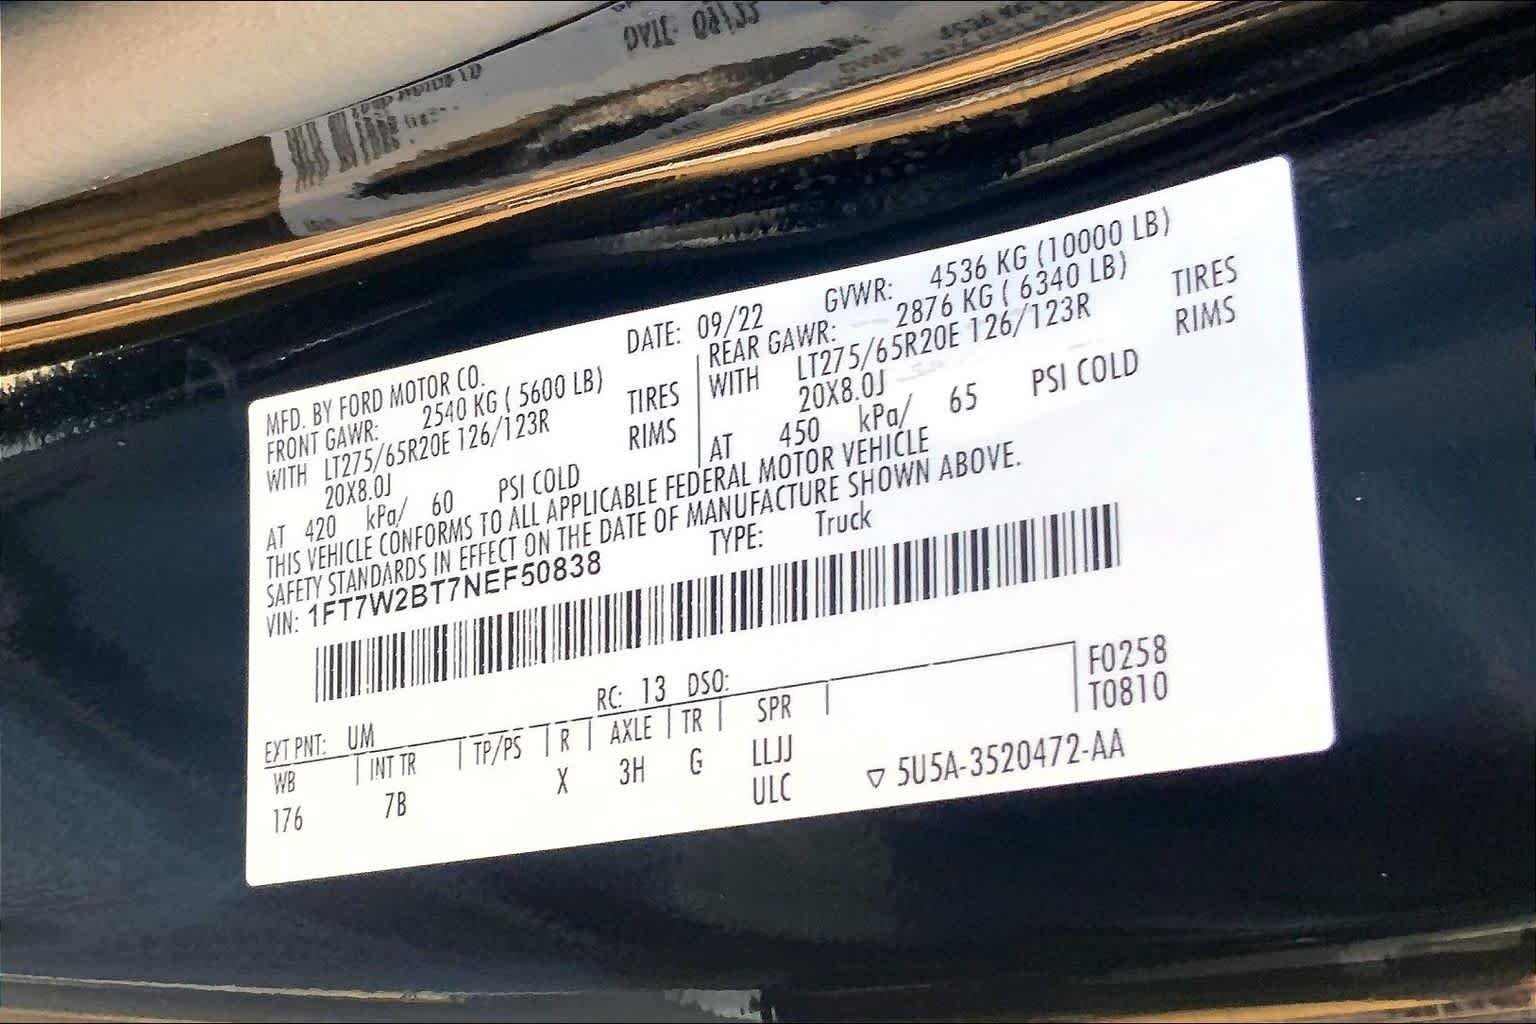 DATE: 09/22 GVWR: 4536 KG (10000 LB)
MFD. BY FORD MOTOR CO.
FRONT GAWR: 2540 KG ( 5600 LB)
WITH LT275/65R20E 126/123R TIRES
20X8.0J RIMS
AT 420 kPa/ 60 PSI COLD
REAR GAWR: 2876 KG ( 6340 LB)
WITH LT275/65R20E 126/123R TIRES
20X8.0J RIMS
AT 450 kPa/ 65 PSI COLD
THIS VEHICLE CONFORMS TO ALL APPLICABLE FEDERAL MOTOR VEHICLE
SAFETY STANDARDS IN EFFECT ON THE DATE OF MANUFACTURE SHOWN ABOVE.
VIN: 1FT7W2BT7NEF50838 TYPE: Truck
F0258
T0810
EXT PNT: UM RC: 13 DSO:
WB INT TR TP/PS R AXLE TR SPR
176 7B X 3H G LLJJ
ULC
▽ 5U5A-3520472-AA
DATE: 09/22